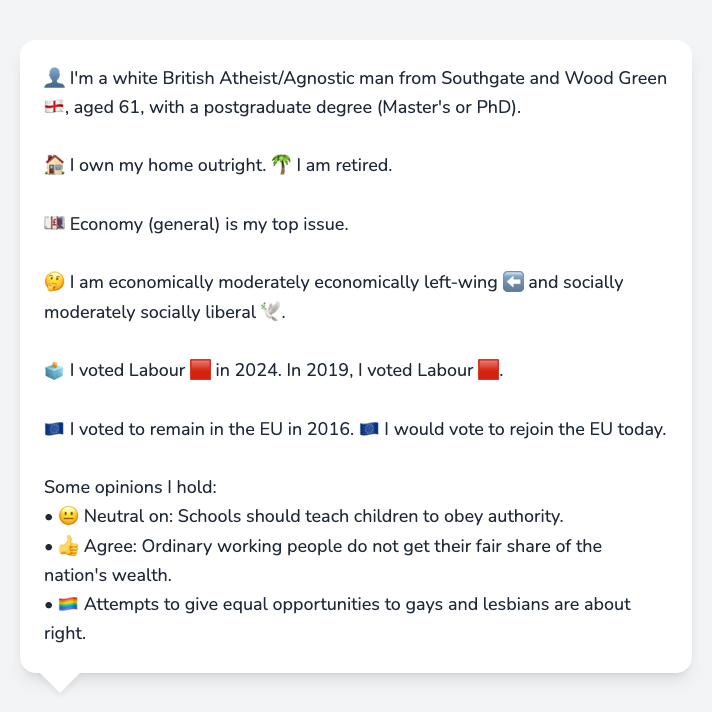 👤 I'm a white British Atheist/Agnostic man from Southgate and Wood Green
🏴󠁧󠁢󠁥󠁮󠁧󠁿, aged 61, with a postgraduate degree (Master's or PhD).
🏠 I own my home outright. 🌴 I am retired.
💷 Economy (general) is my top issue.
🤔 I am economically moderately economically left-wing ⬅️ and socially
moderately socially liberal 🕊️.
🗳️ I voted Labour 🟥 in 2024. In 2019, I voted Labour 🟥.
🇪🇺 I voted to remain in the EU in 2016. 🇪🇺 I would vote to rejoin the EU today.
Some opinions I hold:
• 😐 Neutral on: Schools should teach children to obey authority.
• 👍 Agree: Ordinary working people do not get their fair share of the
nation's wealth.
• 🏳️‍🌈 Attempts to give equal opportunities to gays and lesbians are about
right.